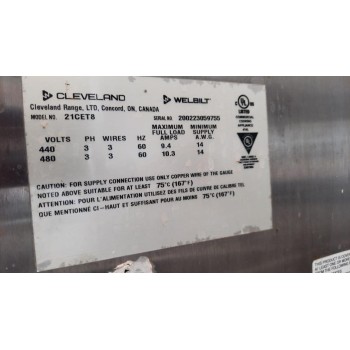 CLEVELAND
WELBILT
Cleveland Range, LTD, Concord, ON, CANADA
MODEL NO. 21CET8
SERIAL NO. 200223059755
MAXIMUM MINIMUM
FULL LOAD SUPPLY
VOLTS PH WIRES HZ AMPS A.W.G.
440 3 3 60 9.4 14
480 3 3 60 10.3 14
CAUTION: FOR SUPPLY CONNECTION USE ONLY COPPER WIRE OF THE GAUGE
NOTED ABOVE SUITABLE FOR AT LEAST 75°C (167°F)
ATTENTION: POUR L'ALIMENTATION UTILISEZ DES FILS DE CUIVRE DE CALIBRE TEL
QUE MENTIONNE CI-HAUT ET SUFFISANT POUR AU MOINS 75°C (167°F)
C UL US
LISTED